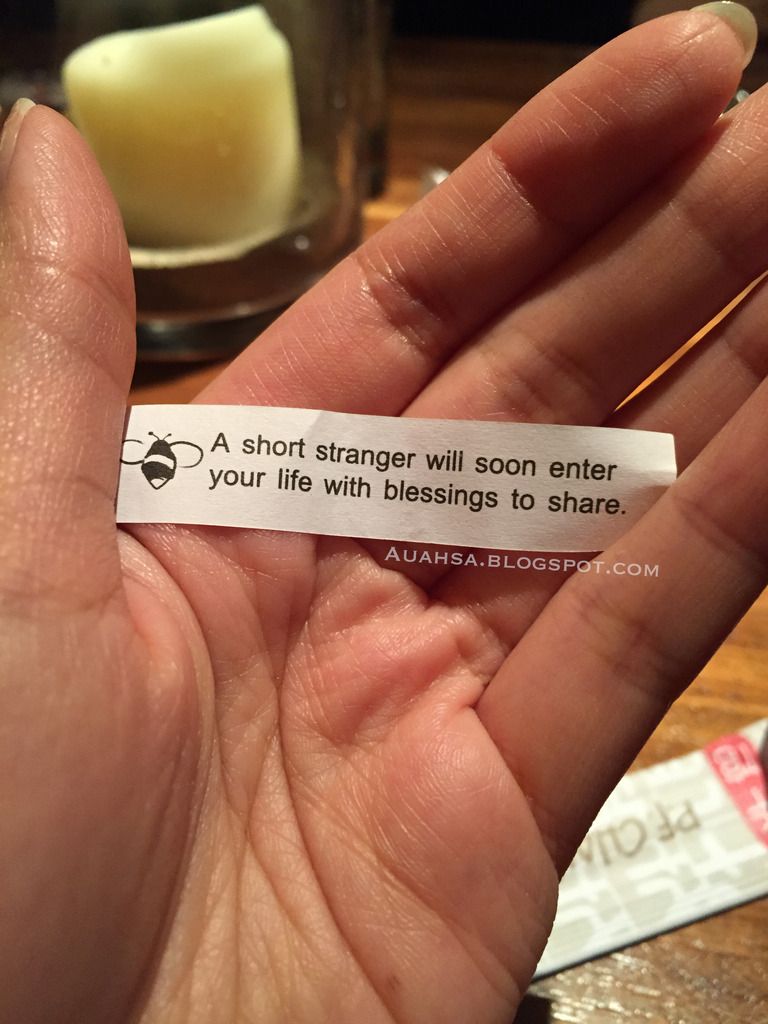 A short stranger will soon enter
your life with blessings to share.
AUAHSA.BLOGSPOT.COM